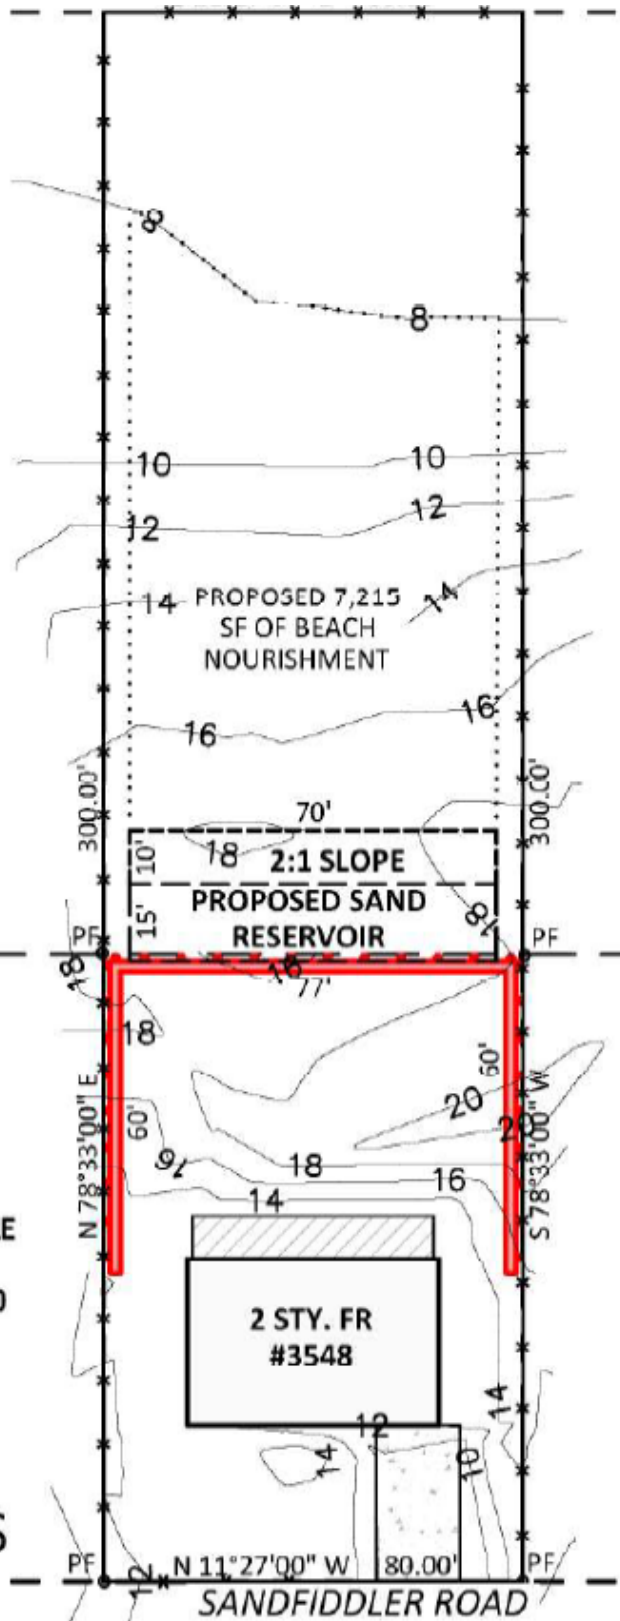 8
8
10
10
12
12
14
14
PROPOSED 7,215
SF OF BEACH
NOURISHMENT
16
16
300.00'
300.00'
70'
18
10'
2:1 SLOPE
18
15'
PROPOSED SAND
RESERVOIR
PF
PF
18
16
77'
18
60'
60'
N 78°33'00" E
S 78°33'00" W
20
20
16
18
16
14
2 STY. FR
#3548
12
14
14
10
PF
PF
12
N 11°27'00" W
80.00'
SANDFIDDLER ROAD